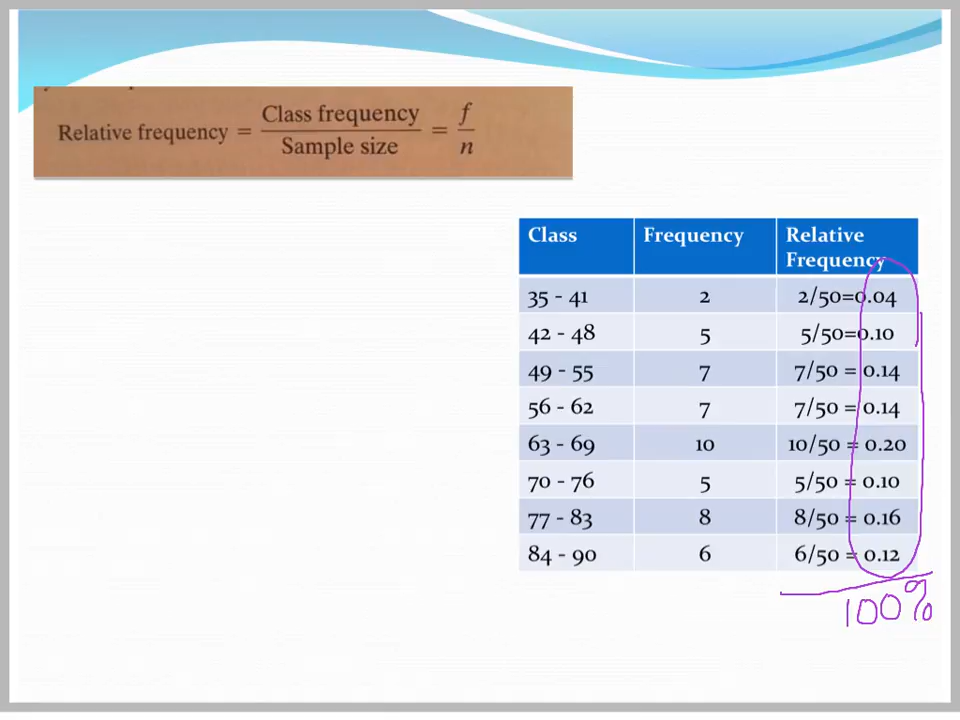 Relative frequency = Class frequency / Sample size = f / n
Class Frequency Relative Frequency
35 - 41 2 2/50=0.04
42 - 48 5 5/50=0.10
49 - 55 7 7/50 = 0.14
56 - 62 7 7/50 = 0.14
63 - 69 10 10/50 = 0.20
70 - 76 5 5/50 = 0.10
77 - 83 8 8/50 = 0.16
84 - 90 6 6/50 = 0.12
100%